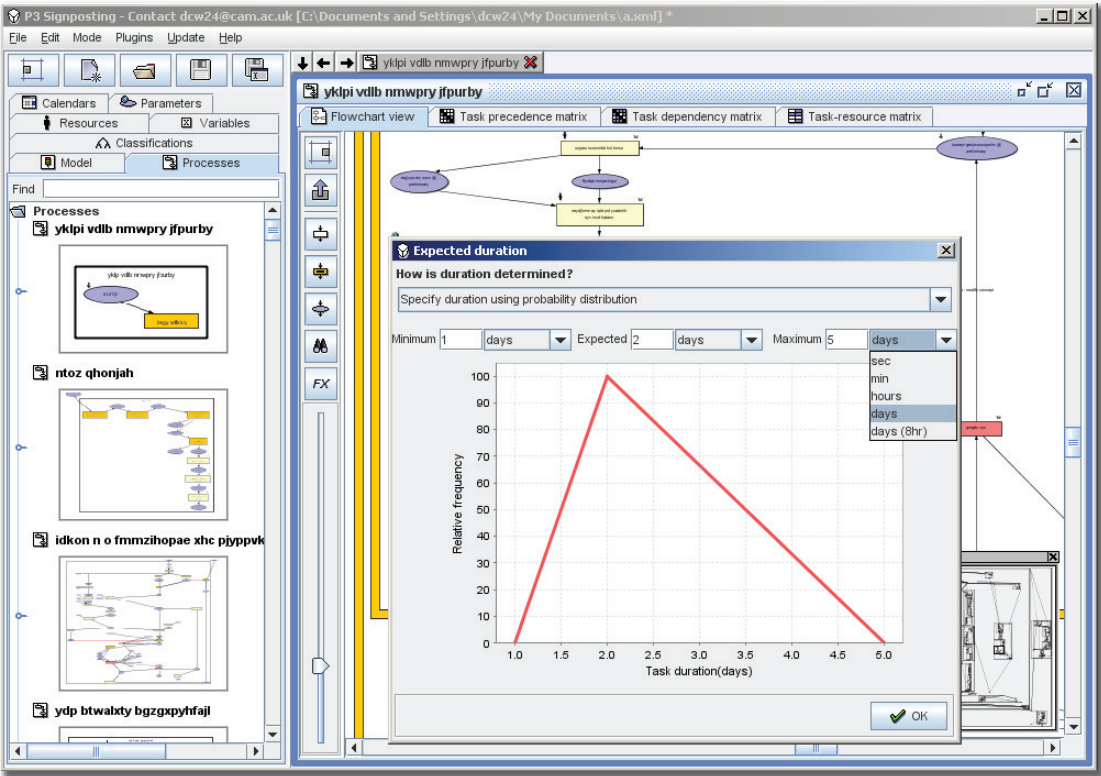 P3 Signposting - Contact dcw24@cam.ac.uk [C:\Documents and Settings\dcw24\My Documents\a.xml] *
File Edit Mode Plugins Update Help
yklpi vdlb nmwpry jfpurby
Calendars Parameters
Resources Variables
Classifications
Model Processes
Find
Processes
yklpi vdlb nmwpry jfpurby
ntoz qhonjah
idkon n o fmmzihopae xhc pjyppvk
ydp btwalxty bgzgxpyhfajl
yklpi vdlb nmwpry jfpurby
Flowchart view Task precedence matrix Task dependency matrix Task-resource matrix
FX
Expected duration
How is duration determined?
Specify duration using probability distribution
Minimum 1 days Expected 2 days Maximum 5 days
sec
min
hours
days
days (8hr)
Relative frequency
100
90
80
70
60
50
40
30
20
10
0
1.0 1.5 2.0 2.5 3.0 3.5 4.0 4.5 5.0
Task duration(days)
OK